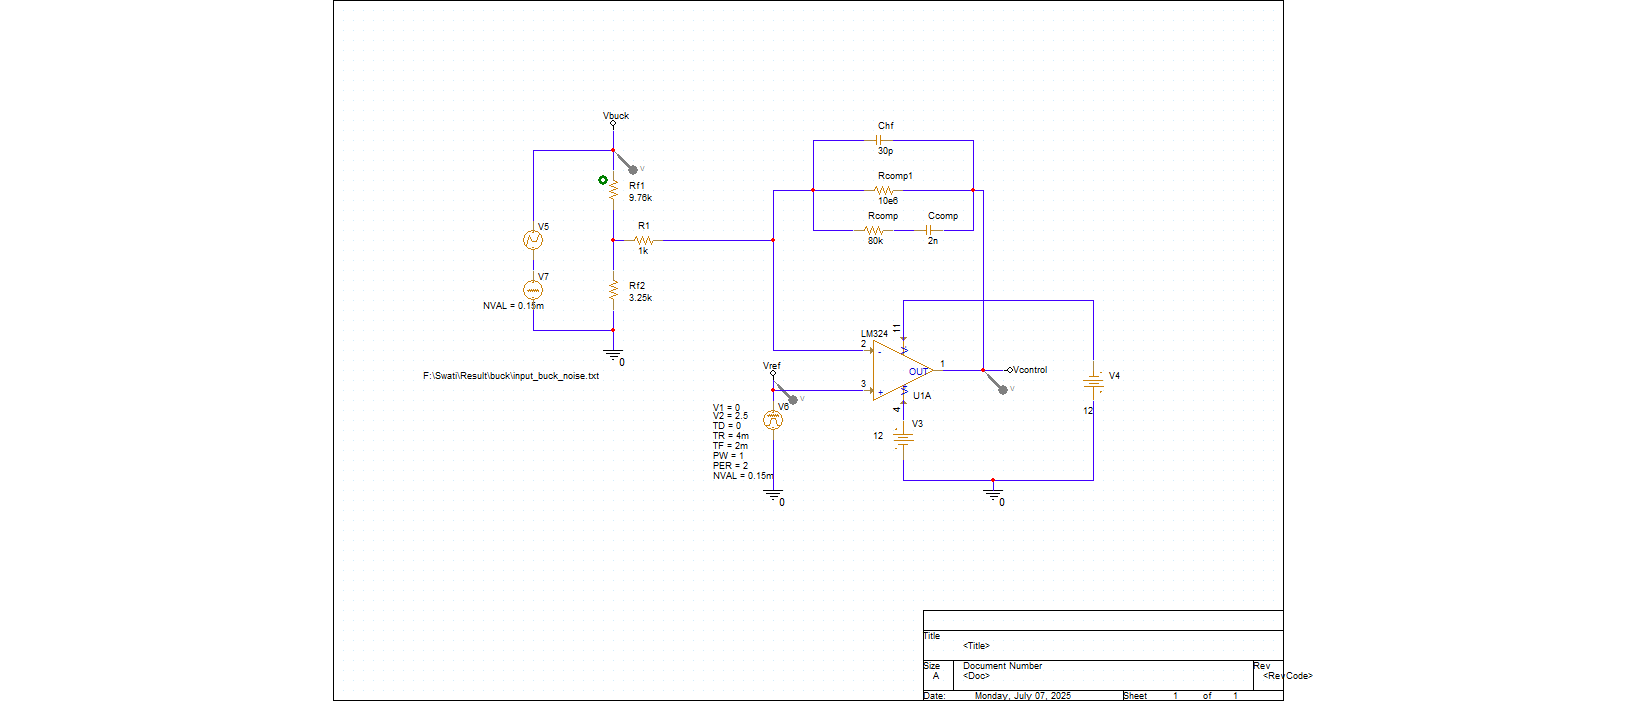 Vbuck
Chf
30p
Rcomp1
10e6
Rcomp
80k
Ccomp
2n
V
Rf1
9.76k
R1
1k
V5
V7
NVAL = 0.15m
Rf2
3.25k
0
F:\Swati\Result\buck\input_buck_noise.txt
LM324
11
2
-
V-
OUT
1
Vcontrol
V
3
+
V+
U1A
4
V3
12
V4
12
0
Vref
V
V6
V1 = 0
V2 = 2.5
TD = 0
TR = 4m
TF = 2m
PW = 1
PER = 2
NVAL = 0.15m
0
Title
<Title>
Size
A
Document Number
<Doc>
Rev
<RevCode>
Date:
Monday, July 07, 2025
Sheet
1
of
1